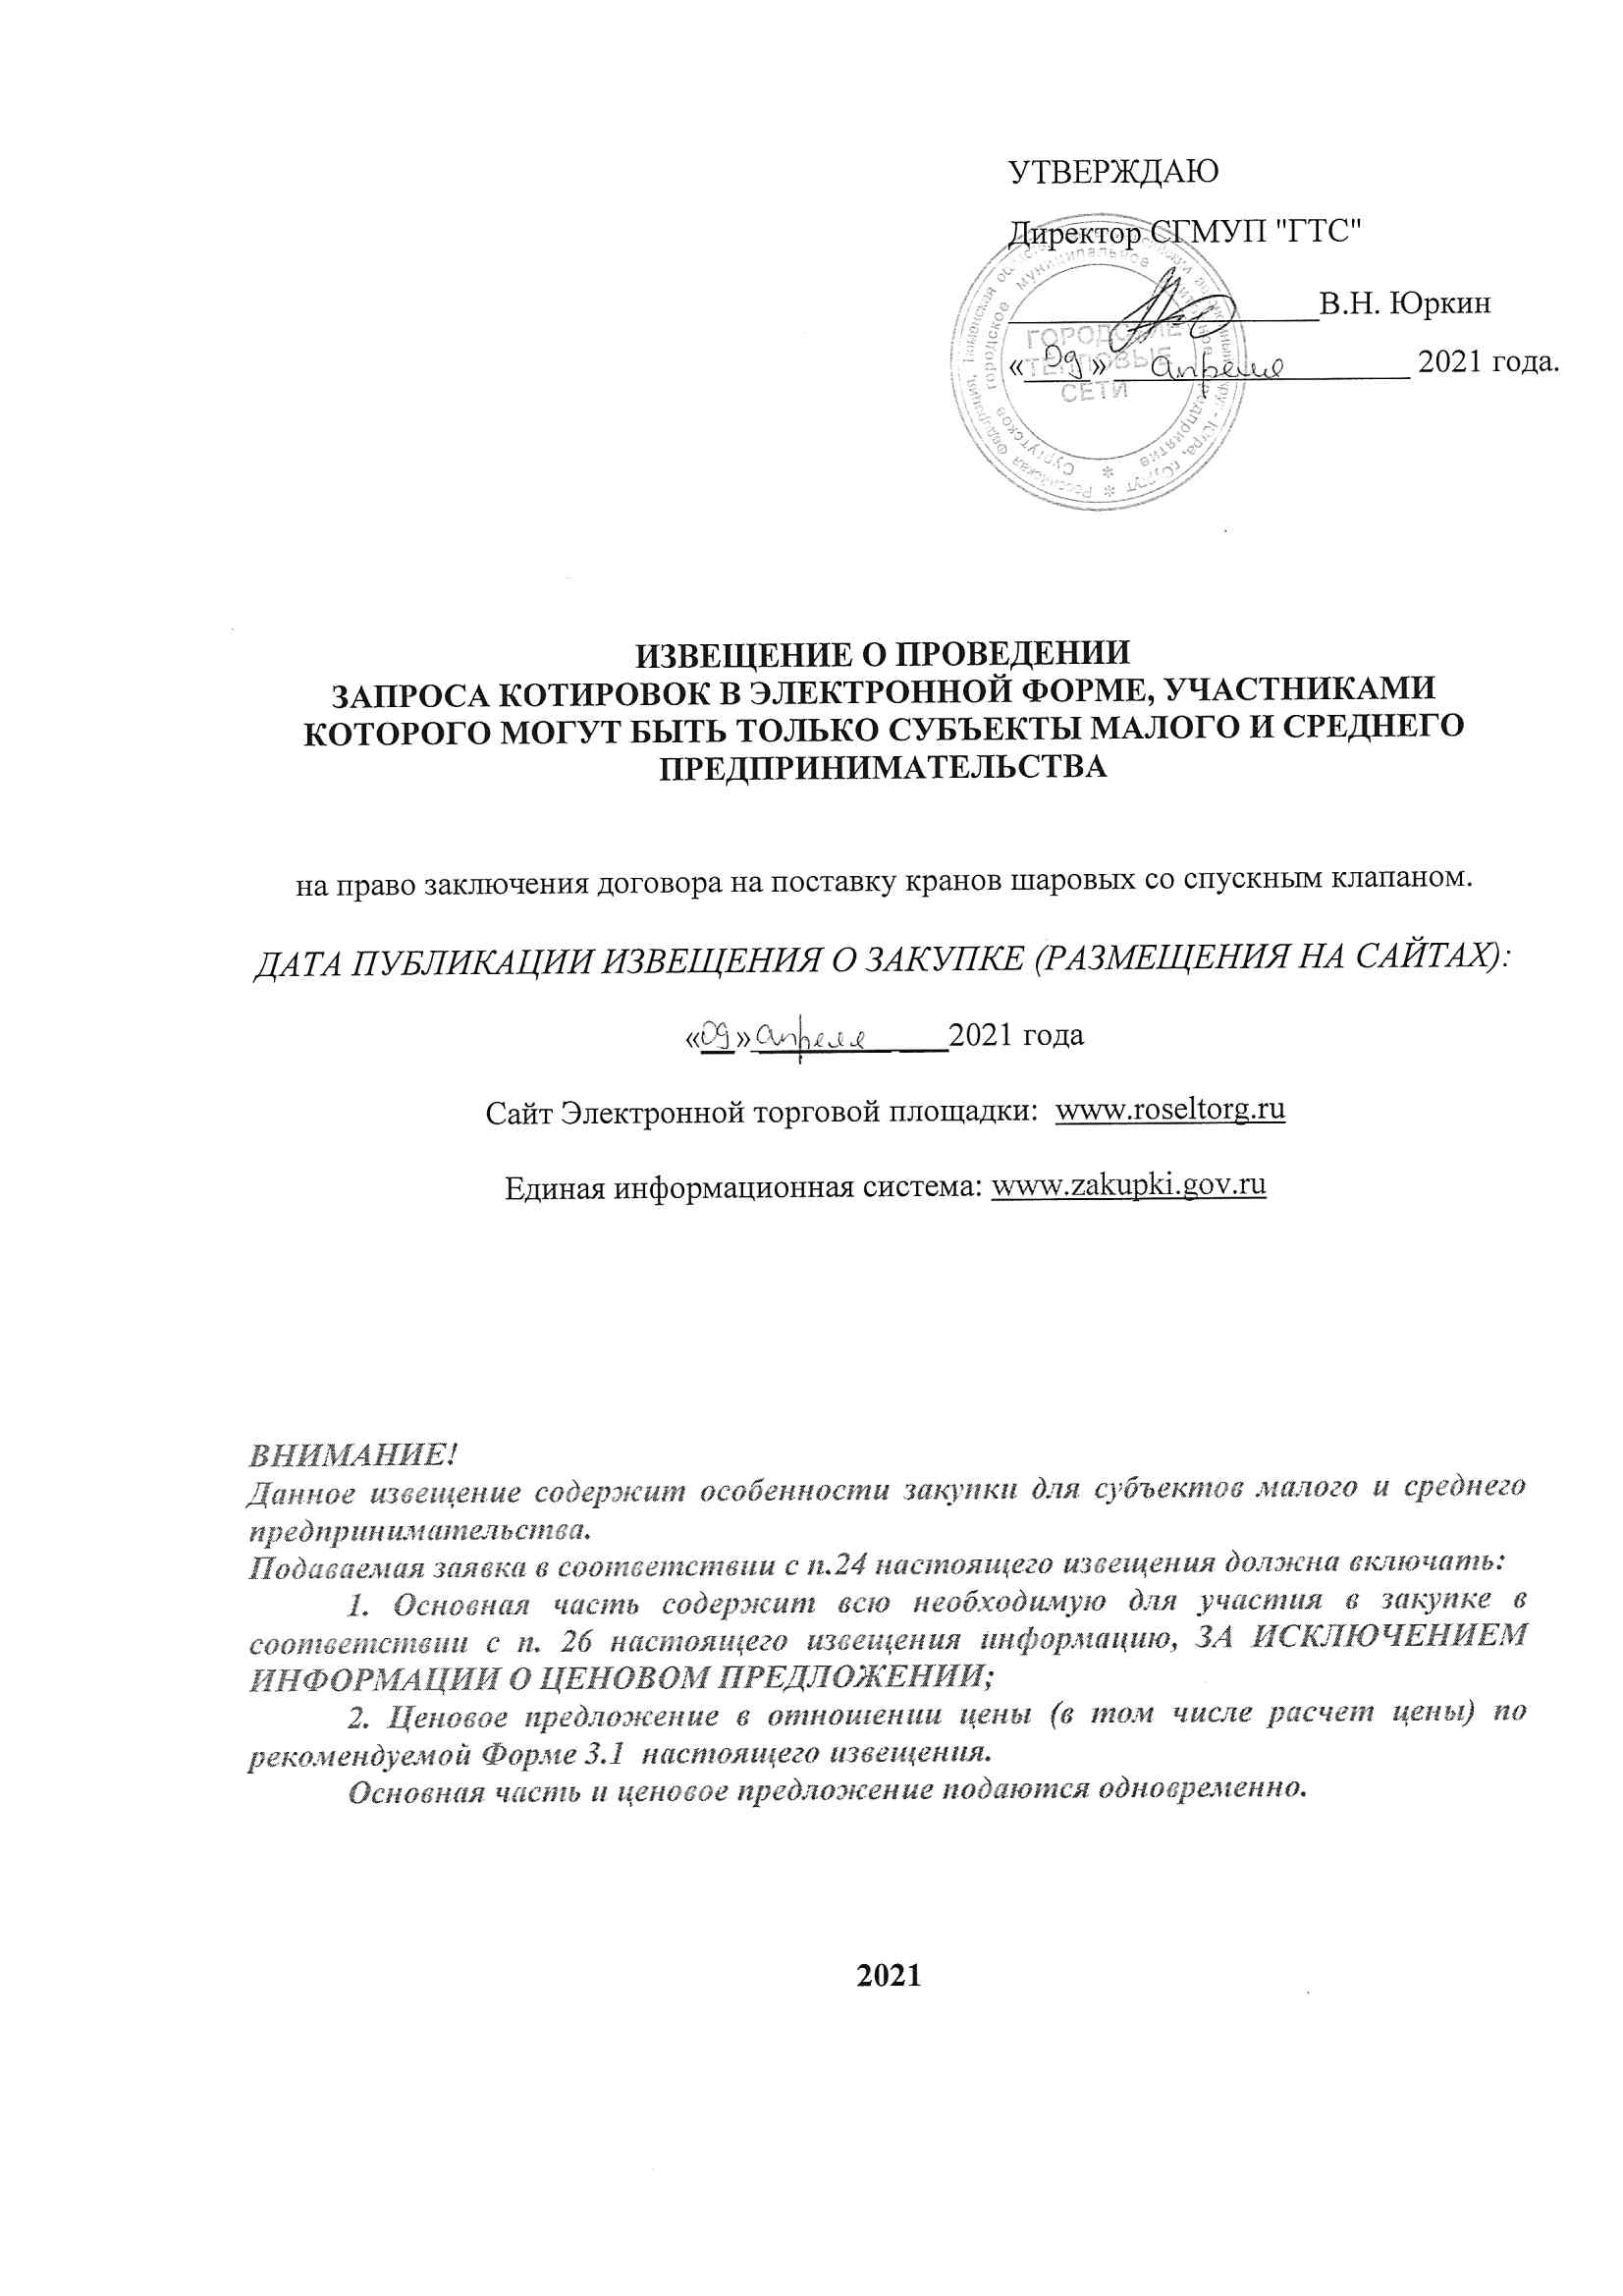 УТВЕРЖДАЮ
Директор СГМУП "ГТС"
В.Н. Юркин
«09» апреля 2021 года.
ГОРОДСКИЕ
ТЕПЛОВЫЕ
СЕТИ
ИЗВЕЩЕНИЕ О ПРОВЕДЕНИИ
ЗАПРОСА КОТИРОВОК В ЭЛЕКТРОННОЙ ФОРМЕ, УЧАСТНИКАМИ
КОТОРОГО МОГУТ БЫТЬ ТОЛЬКО СУБЪЕКТЫ МАЛОГО И СРЕДНЕГО
ПРЕДПРИНИМАТЕЛЬСТВА
на право заключения договора на поставку кранов шаровых со спускным клапаном.
ДАТА ПУБЛИКАЦИИ ИЗВЕЩЕНИЯ О ЗАКУПКЕ (РАЗМЕЩЕНИЯ НА САЙТАХ):
«09» апреля 2021 года
Сайт Электронной торговой площадки: www.roseltorg.ru
Единая информационная система: www.zakupki.gov.ru
ВНИМАНИЕ!
Данное извещение содержит особенности закупки для субъектов малого и среднего
предпринимательства.
Подаваемая заявка в соответствии с п.24 настоящего извещения должна включать:
1. Основная часть содержит всю необходимую для участия в закупке в
соответствии с п. 26 настоящего извещения информацию, ЗА ИСКЛЮЧЕНИЕМ
ИНФОРМАЦИИ О ЦЕНОВОМ ПРЕДЛОЖЕНИИ;
2. Ценовое предложение в отношении цены (в том числе расчет цены) по
рекомендуемой Форме 3.1 настоящего извещения.
Основная часть и ценовое предложение подаются одновременно.
2021